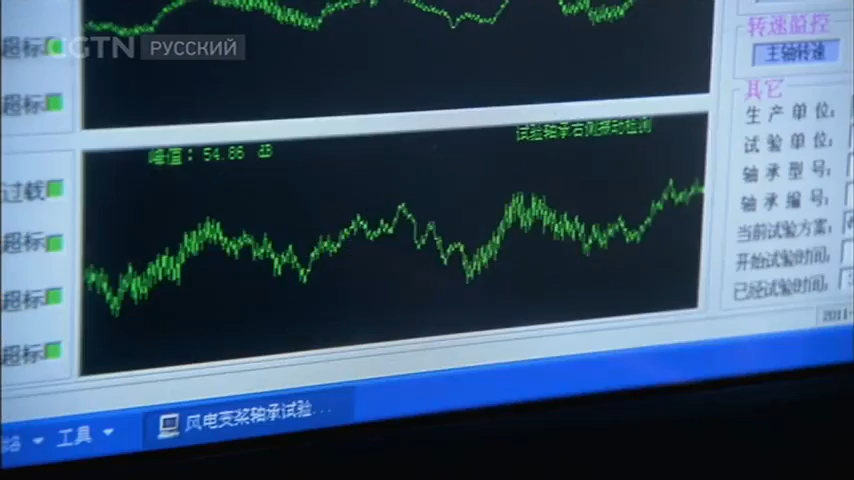 CGTN РУССКИЙ
超标
超标
过载
超标
超标
超标
峰值：54.86 dB
试验轴承右侧振动检测
转速监控
主轴转速
其它
生产单位：
试验单位：
轴承型号：
轴承编号：
当前试验方案：
开始试验时间：
已经试验时间：
2011-
工具
风电变桨轴承试验...